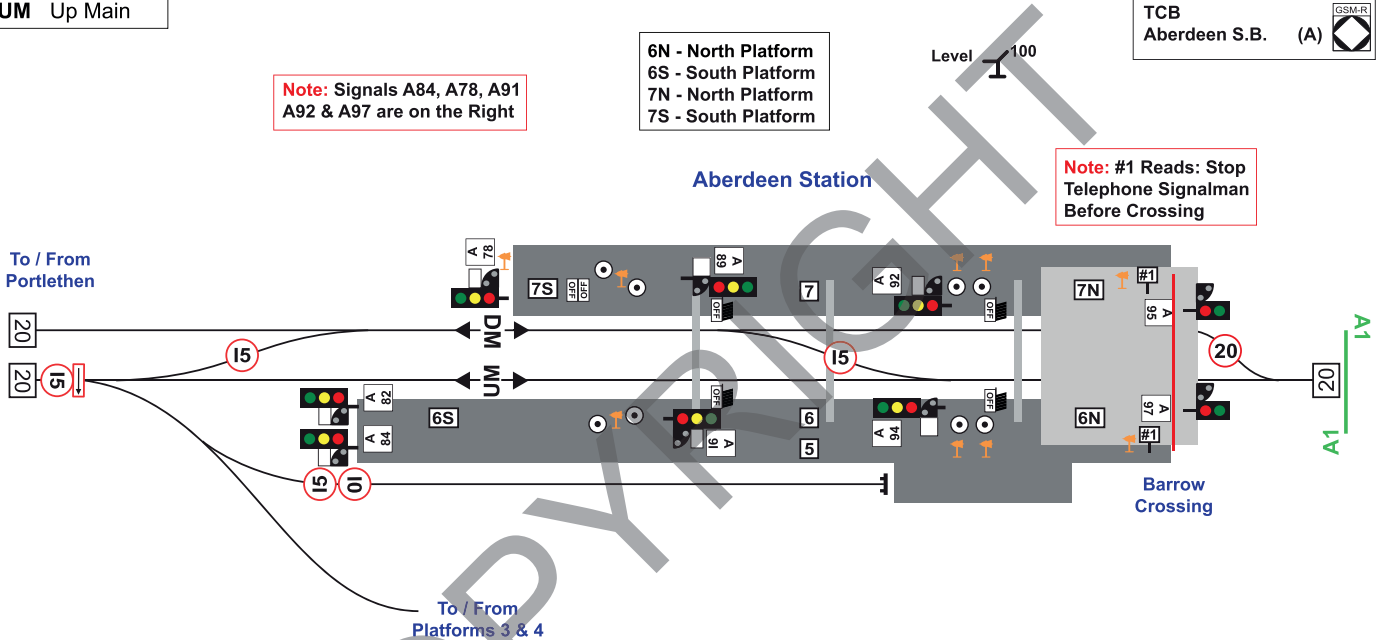 UM Up Main
TCB
Aberdeen S.B. (A)
GSM-R
6N - North Platform
6S - South Platform
7N - North Platform
7S - South Platform
Level 100
Note: Signals A84, A78, A91
A92 & A97 are on the Right
Note: #1 Reads: Stop
Telephone Signalman
Before Crossing
Aberdeen Station
To / From
Portlethen
A 78
7S
OFF
OFF
A 89
OFF
7
A 92
OFF
7N
#1
A 95
20
DM
15
15
20
A1
20
15
UM
20
A 82
6S
A 84
OFF
A 91
6
5
OFF
A 94
6N
A 97
#1
A1
15
10
Barrow
Crossing
To / From
Platforms 3 & 4
OPYRIGHT